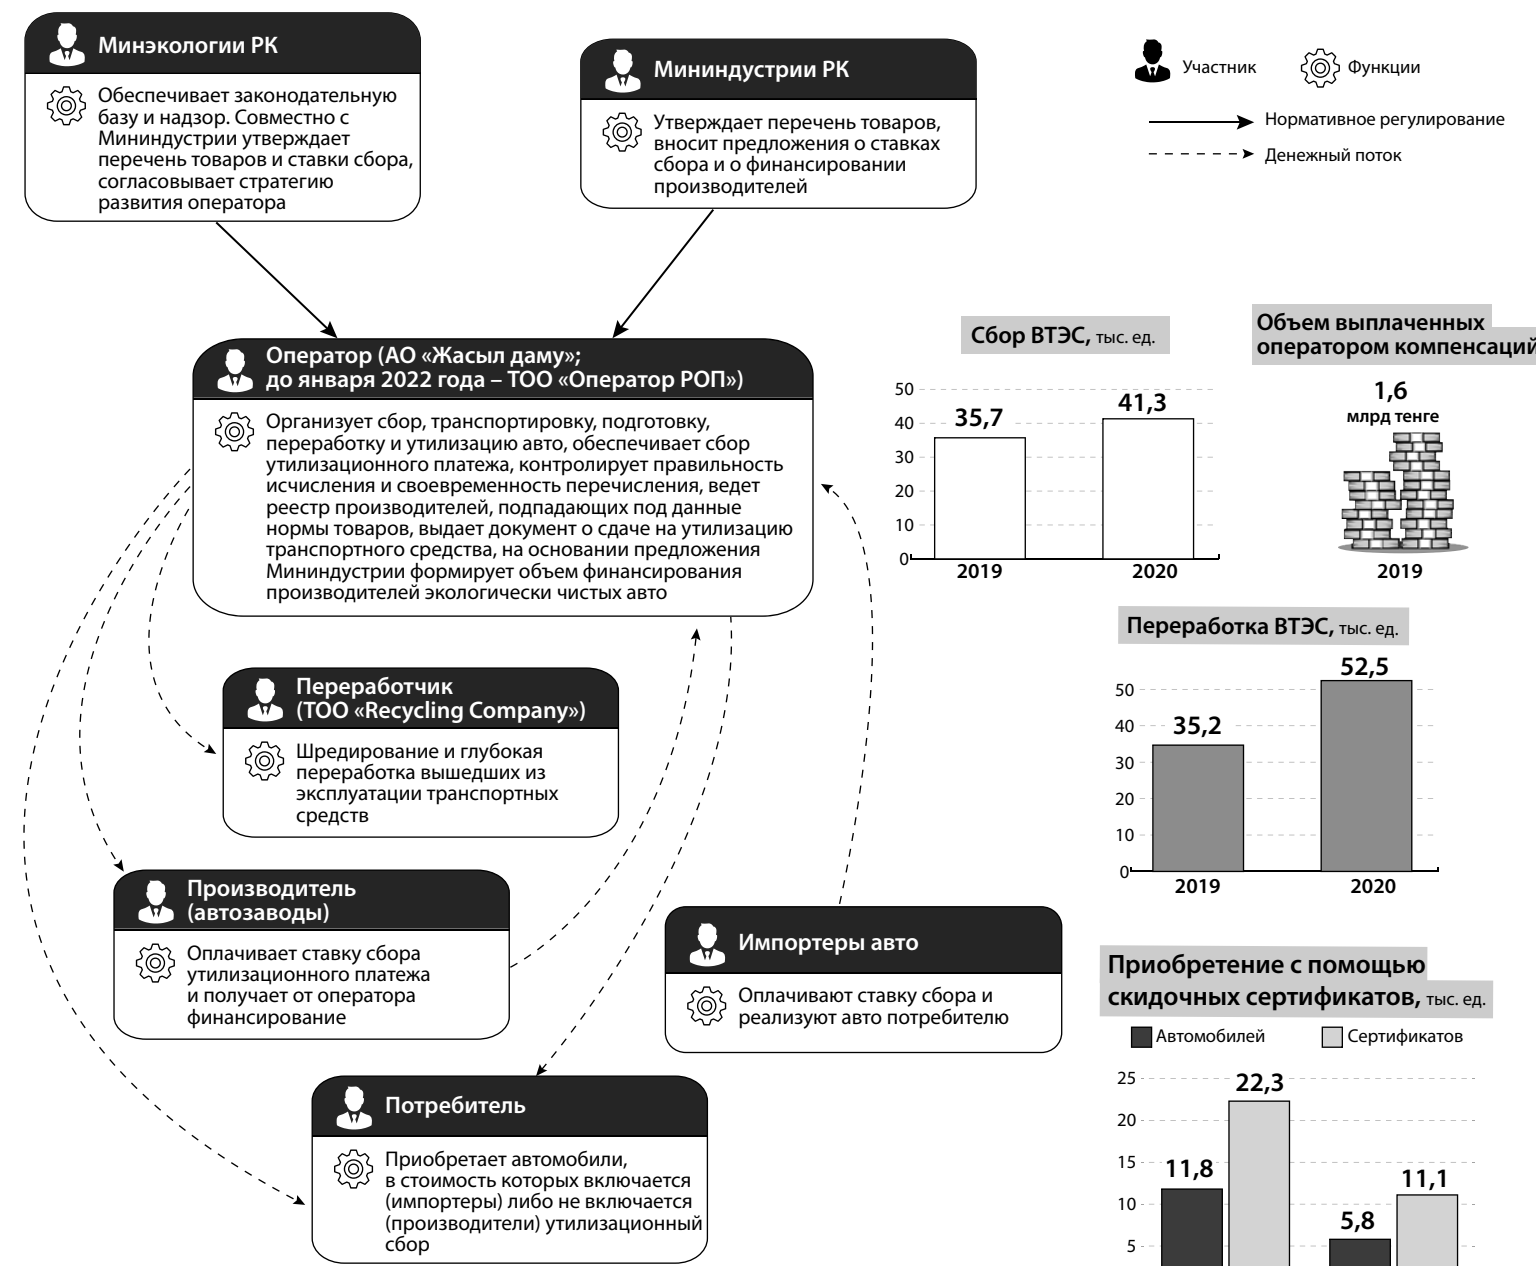 Минэкологии РК
Обеспечивает законодательную
базу и надзор. Совместно с
Мининдустрии утверждает
перечень товаров и ставки сбора,
согласовывает стратегию
развития оператора
Мининдустрии РК
Утверждает перечень товаров,
вносит предложения о ставках
сбора и о финансировании
производителей
Участник
Функции
Нормативное регулирование
Денежный поток
Оператор (АО «Жасыл даму»;
до января 2022 года – ТОО «Оператор РОП»)
Организует сбор, транспортировку, подготовку,
переработку и утилизацию авто, обеспечивает сбор
утилизационного платежа, контролирует правильность
исчисления и своевременность перечисления, ведет
реестр производителей, подпадающих под данные
нормы товаров, выдает документ о сдаче на утилизацию
транспортного средства, на основании предложения
Мининдустрии формирует объем финансирования
производителей экологически чистых авто
Переработчик
(ТОО «Recycling Company»)
Шредирование и глубокая
переработка вышедших из
эксплуатации транспортных
средств
Производитель
(автозаводы)
Оплачивает ставку сбора
утилизационного платежа
и получает от оператора
финансирование
Импортеры авто
Оплачивают ставку сбора и
реализуют авто потребителю
Потребитель
Приобретает автомобили,
в стоимость которых включается
(импортеры) либо не включается
(производители) утилизационный
сбор
Сбор ВТЭС, тыс. ед.
50
40
30
20
10
0
35,7
41,3
2019
2020
Объем выплаченных
оператором компенсаций
1,6
млрд тенге
2019
Переработка ВТЭС, тыс. ед.
50
40
30
20
10
0
35,2
52,5
2019
2020
Приобретение с помощью
скидочных сертификатов, тыс. ед.
Автомобилей
Сертификатов
25
20
15
10
5
11,8
22,3
5,8
11,1